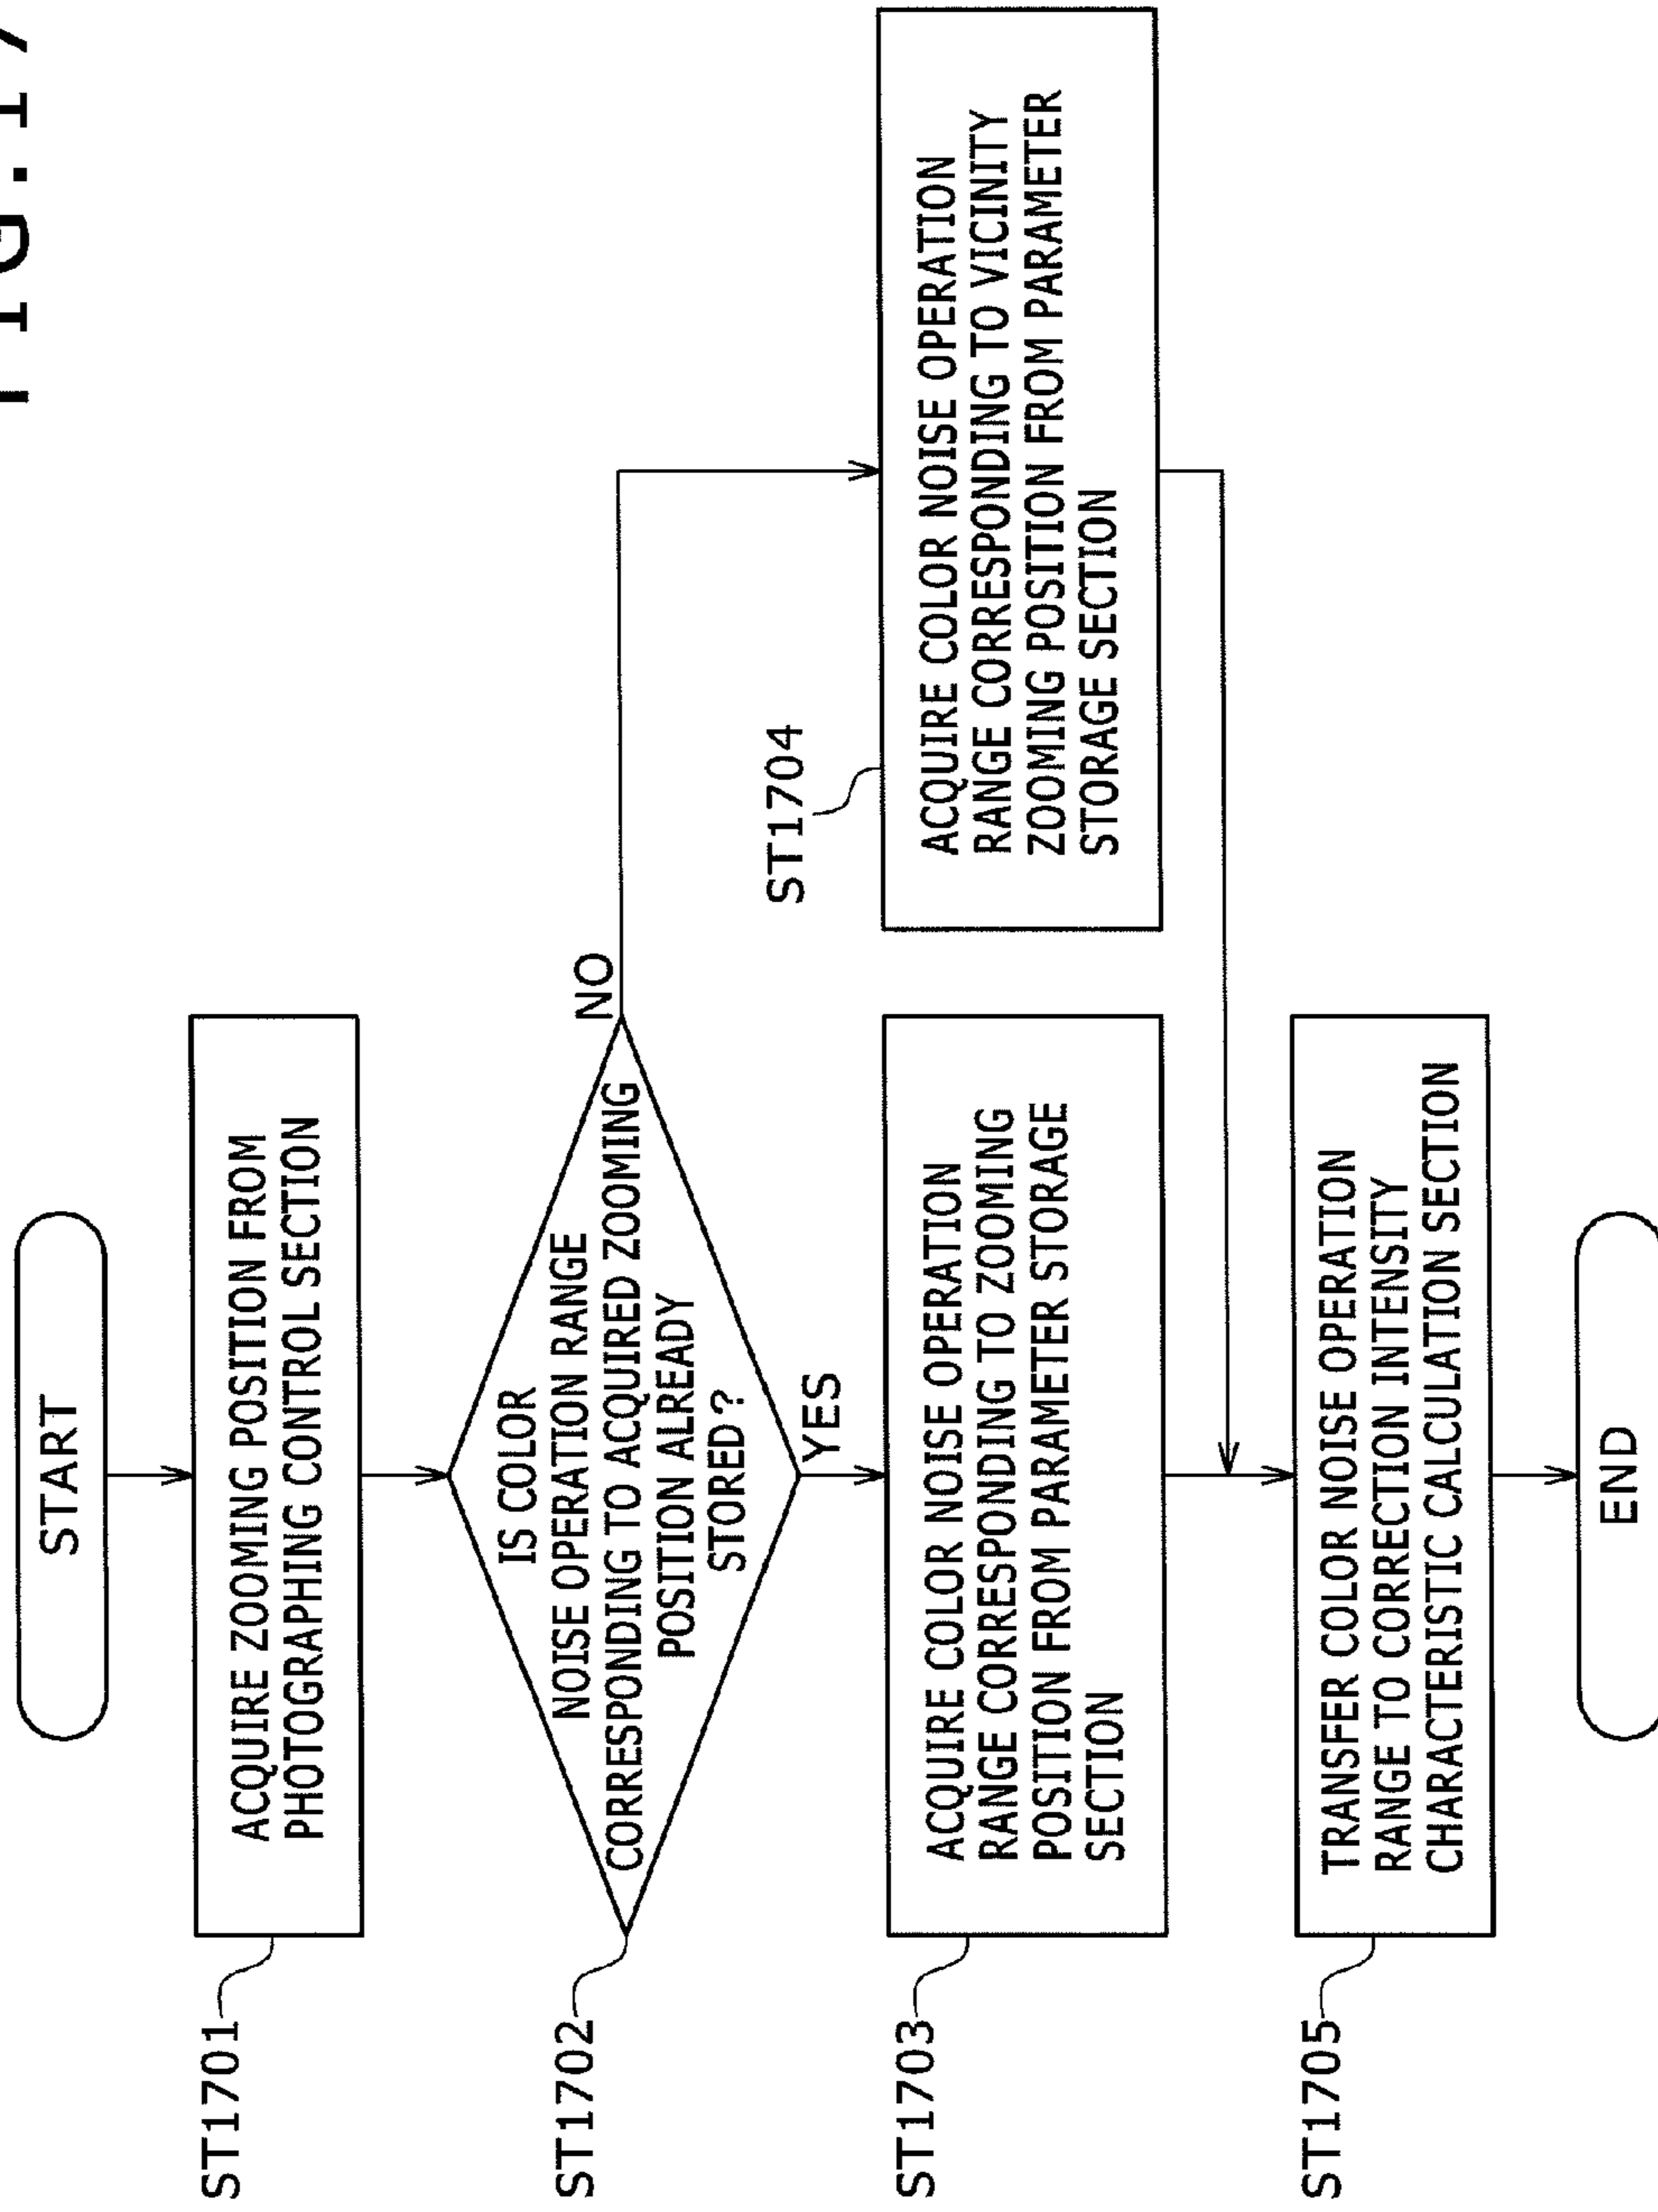 FIG.17
START
ST1701
ACQUIRE ZOOMING POSITION FROM
PHOTOGRAPHING CONTROL SECTION
ST1702
IS COLOR
NOISE OPERATION RANGE
CORRESPONDING TO ACQUIRED ZOOMING
POSITION ALREADY
STORED?
NO
YES
ST1703
ACQUIRE COLOR NOISE OPERATION
RANGE CORRESPONDING TO ZOOMING
POSITION FROM PARAMETER STORAGE
SECTION
ST1704
ACQUIRE COLOR NOISE OPERATION
RANGE CORRESPONDING TO VICINITY
ZOOMING POSITION FROM PARAMETER
STORAGE SECTION
ST1705
TRANSFER COLOR NOISE OPERATION
RANGE TO CORRECTION INTENSITY
CHARACTERISTIC CALCULATION SECTION
END